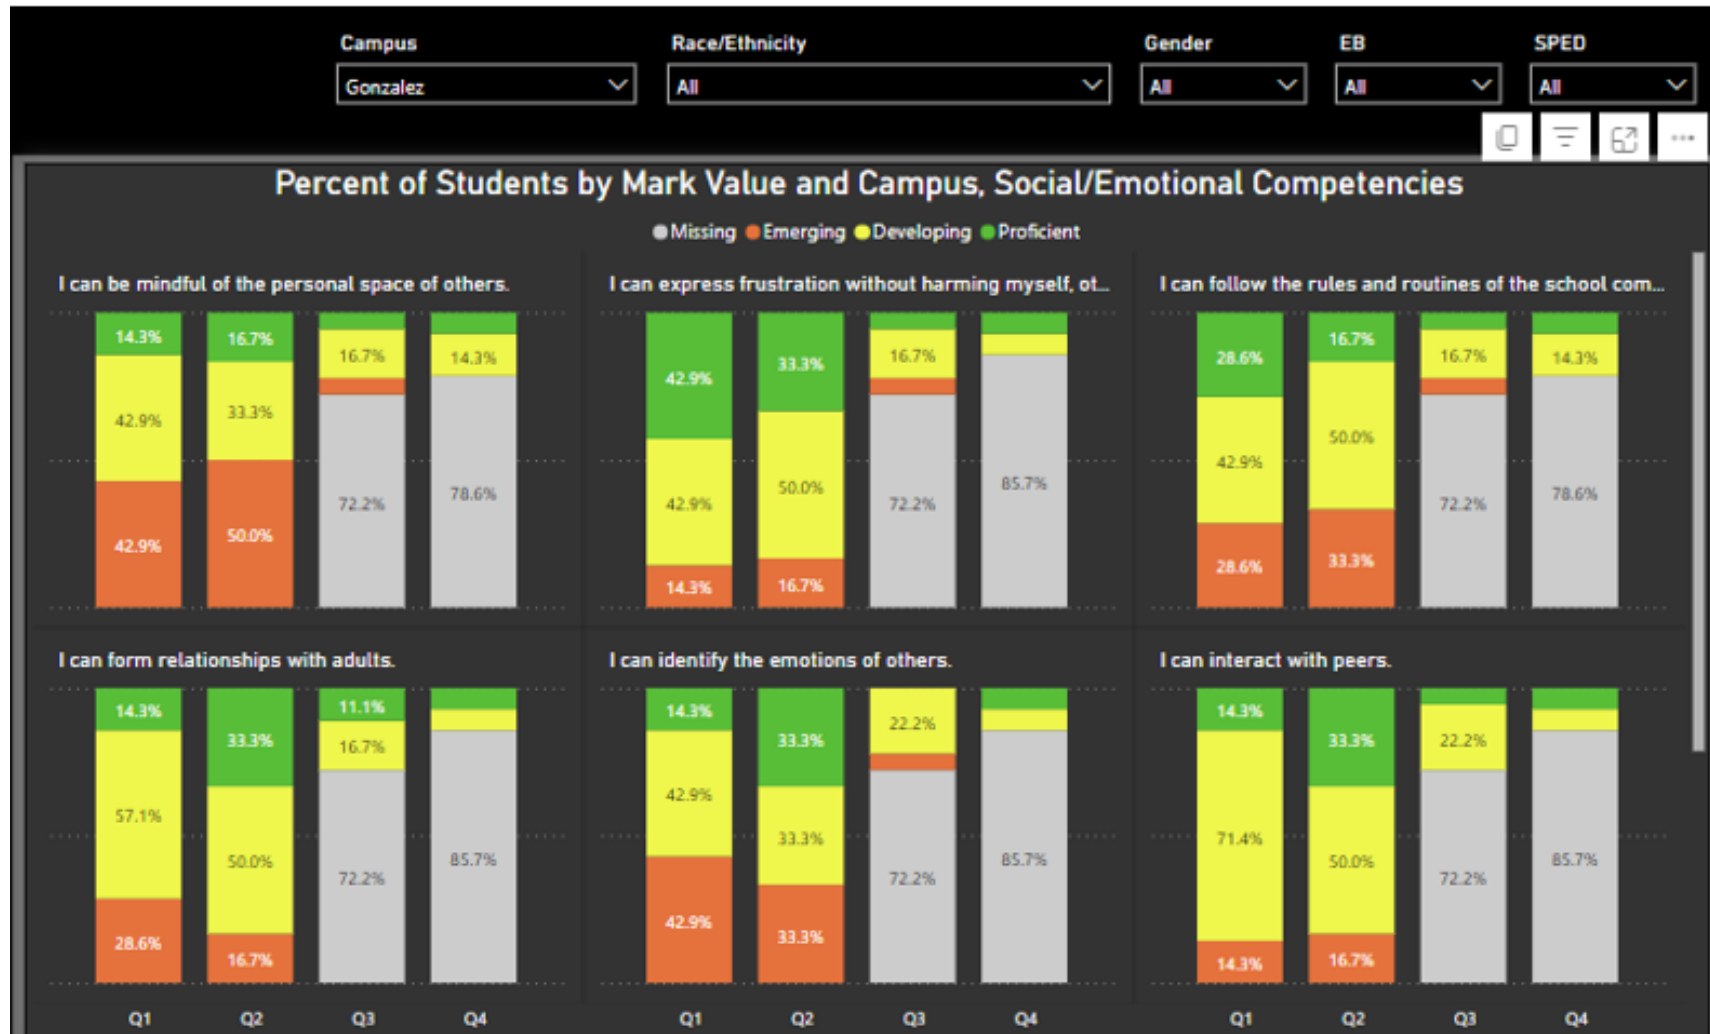 Campus
Race/Ethnicity
Gender
EB
SPED
Gonzalez
All
All
All
All
Percent of Students by Mark Value and Campus, Social/Emotional Competencies
Missing Emerging Developing Proficient
I can be mindful of the personal space of others.
14.3%
42.9%
42.9%
16.7%
33.3%
50.0%
16.7%
72.2%
14.3%
78.6%
I can express frustration without harming myself, ot...
42.9%
42.9%
14.3%
33.3%
50.0%
16.7%
16.7%
72.2%
85.7%
I can follow the rules and routines of the school com...
28.6%
42.9%
28.6%
16.7%
50.0%
33.3%
16.7%
72.2%
14.3%
78.6%
I can form relationships with adults.
14.3%
57.1%
28.6%
33.3%
50.0%
16.7%
11.1%
16.7%
72.2%
85.7%
I can identify the emotions of others.
14.3%
42.9%
42.9%
33.3%
33.3%
33.3%
22.2%
72.2%
85.7%
I can interact with peers.
14.3%
71.4%
14.3%
33.3%
50.0%
16.7%
22.2%
72.2%
85.7%
Q1 Q2 Q3 Q4
Q1 Q2 Q3 Q4
Q1 Q2 Q3 Q4